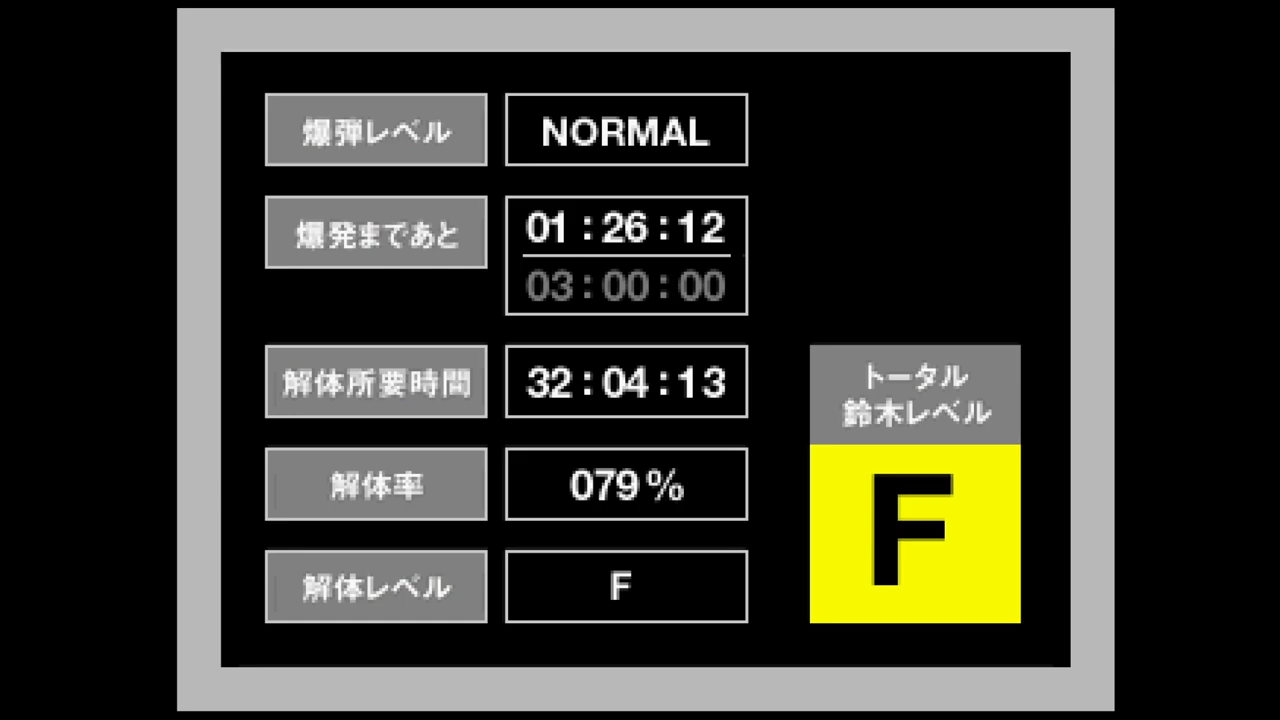 爆弾レベル
NORMAL
爆発まであと
01:26:12
03:00:00
解体所要時間
32:04:13
解体率
079%
解体レベル
F
トータル
鈴木レベル
F